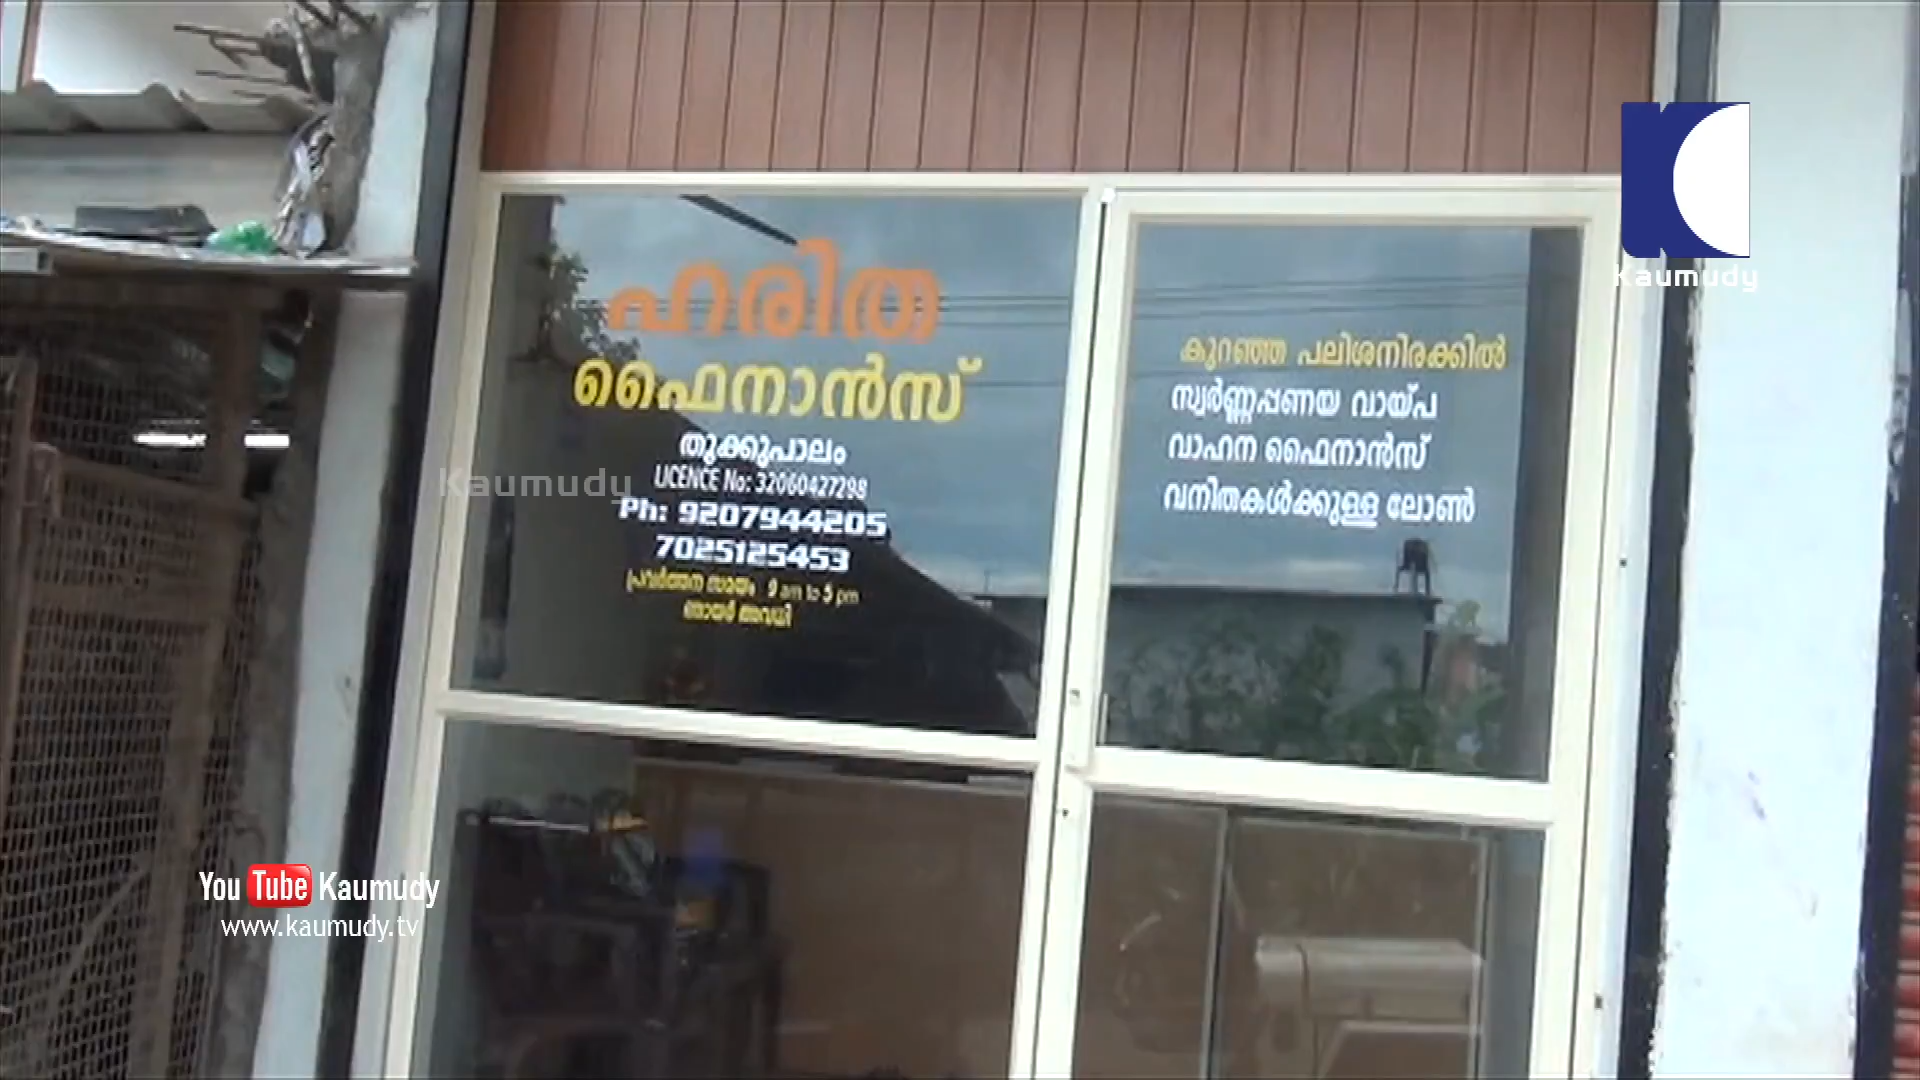 ഹരിത
ഫൈനാൻസ്
തൂക്കുപാലം
LICENCE No: 32060427298
Ph: 9207944205
7025125453
പ്രവർത്തന സമയം 9 am to 5 pm
ഞായർ അവധി
കുറഞ്ഞ പലിശനിരക്കിൽ
സ്വർണ്ണപ്പണയ വായ്പ
വാഹന ഫൈനാൻസ്
വനിതകൾക്കുള്ള ലോൺ
Kaumudy
Kaumudy
You Tube Kaumudy
www.kaumudy.tv